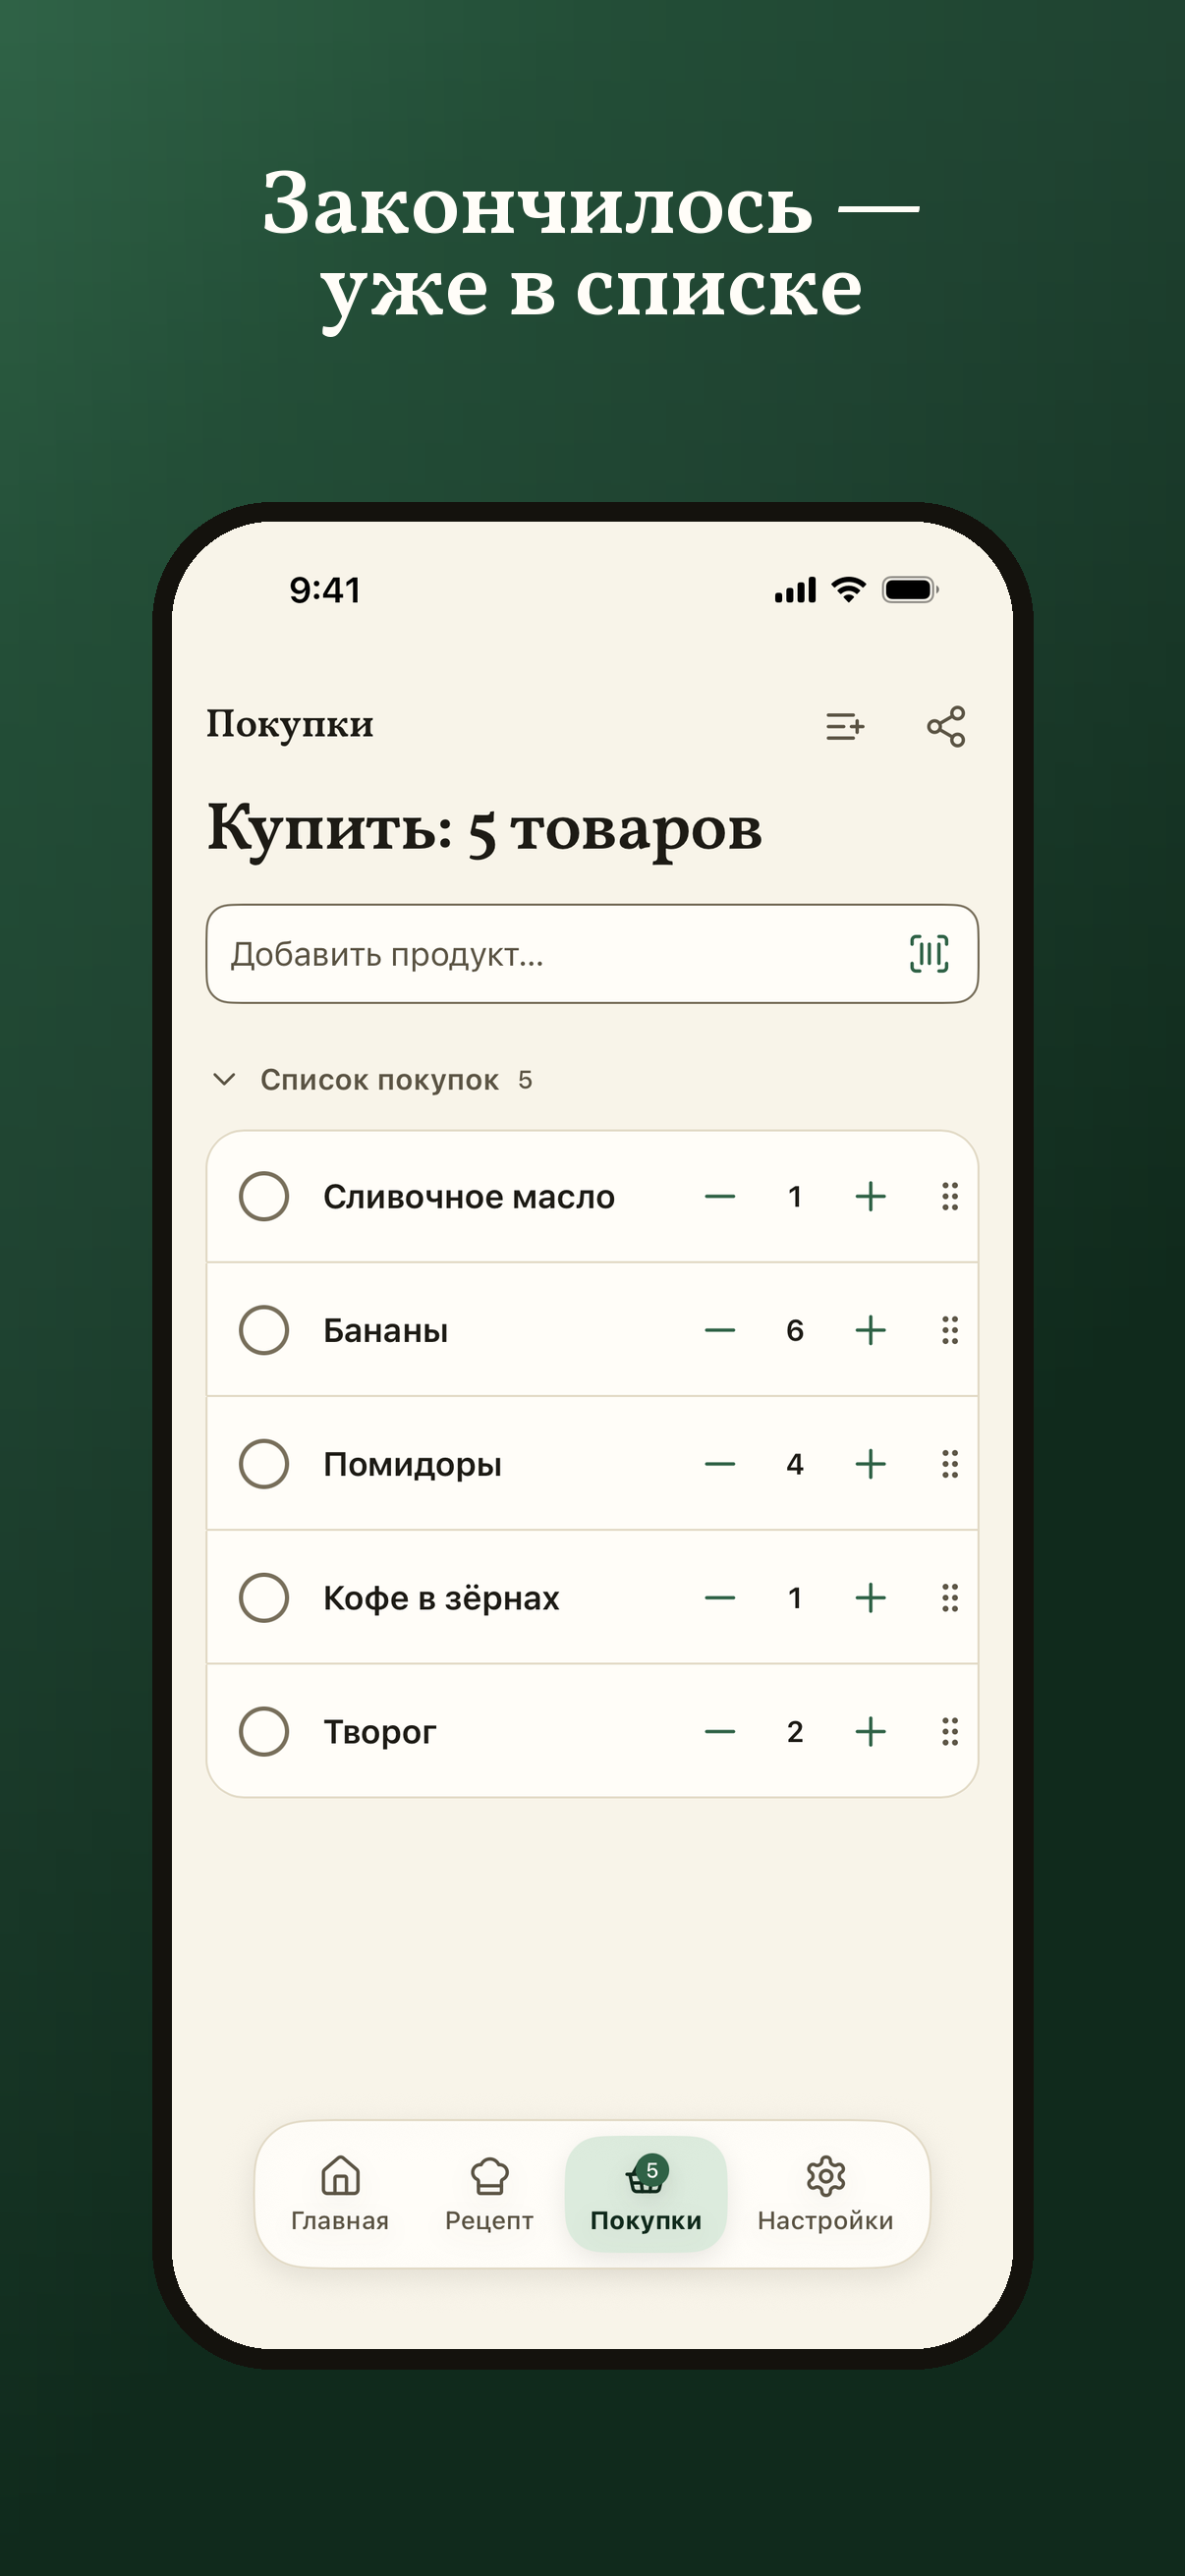 Закончилось —
уже в списке
9:41
Покупки
Купить: 5 товаров
Добавить продукт...
Список покупок 5
Сливочное масло 1
Бананы 6
Помидоры 4
Кофе в зёрнах 1
Творог 2
5
Главная Рецепт Покупки Настройки